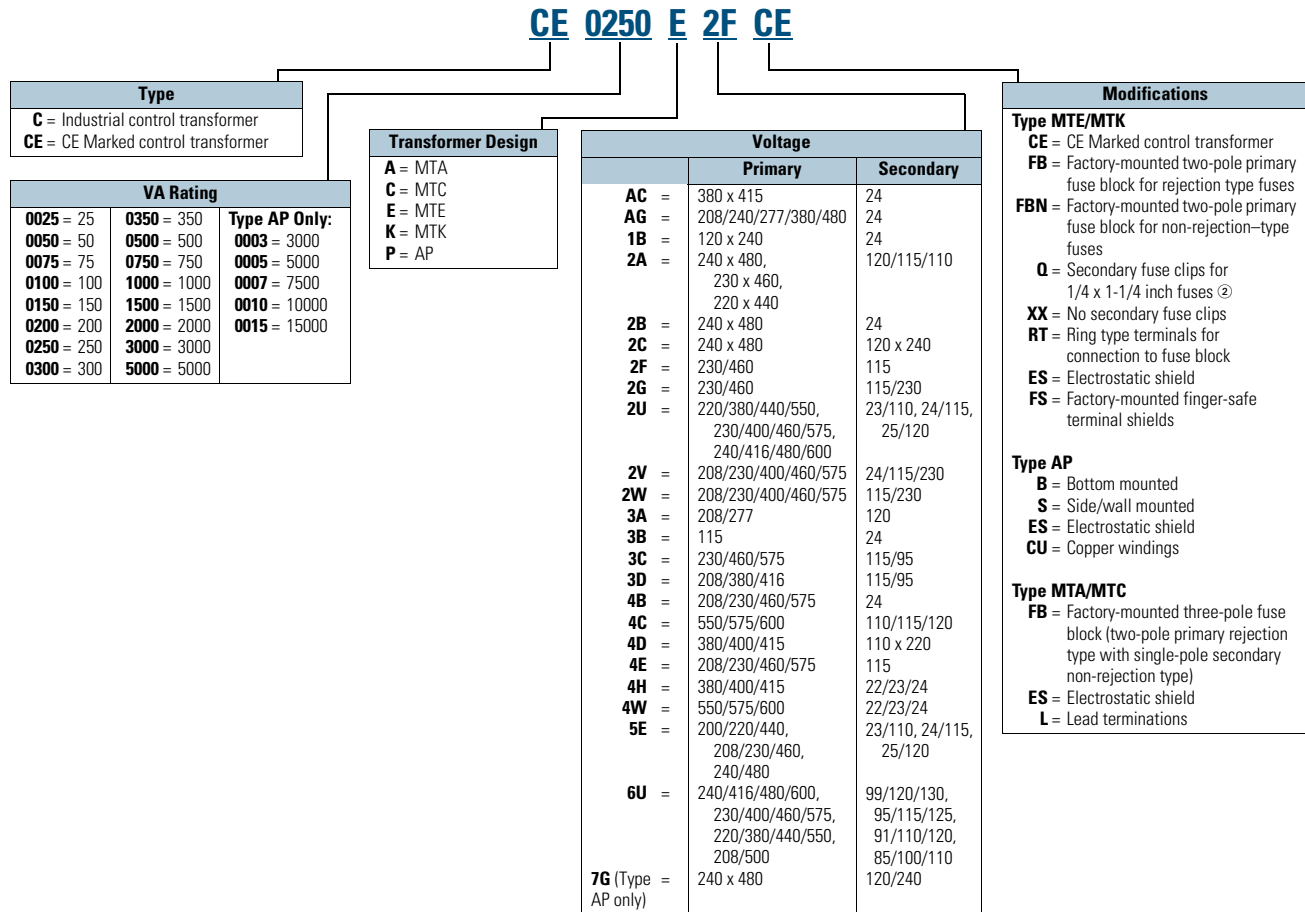 CE 0250 E 2F CE
Type
C = Industrial control transformer
CE = CE Marked control transformer
VA Rating
0025 = 25
0050 = 50
0075 = 75
0100 = 100
0150 = 150
0200 = 200
0250 = 250
0300 = 300
0350 = 350
0500 = 500
0750 = 750
1000 = 1000
1500 = 1500
2000 = 2000
3000 = 3000
5000 = 5000
Type AP Only:
0003 = 3000
0005 = 5000
0007 = 7500
0010 = 10000
0015 = 15000
Transformer Design
A = MTA
C = MTC
E = MTE
K = MTK
P = AP
Voltage
Primary Secondary
AC = 380 x 415 24
AG = 208/240/277/380/480 24
1B = 120 x 240 24
2A = 240 x 480, 120/115/110
230 x 460,
220 x 440
2B = 240 x 480 24
2C = 240 x 480 120 x 240
2F = 230/460 115
2G = 230/460 115/230
2U = 220/380/440/550, 23/110, 24/115,
230/400/460/575, 25/120
240/416/480/600
2V = 208/230/400/460/575 24/115/230
2W = 208/230/400/460/575 115/230
3A = 208/277 120
3B = 115 24
3C = 230/460/575 115/95
3D = 208/380/416 115/95
4B = 208/230/460/575 24
4C = 550/575/600 110/115/120
4D = 380/400/415 110 x 220
4E = 208/230/460/575 115
4H = 380/400/415 22/23/24
4W = 550/575/600 22/23/24
5E = 200/220/440, 23/110, 24/115,
208/230/460, 25/120
240/480
6U = 240/416/480/600, 99/120/130,
230/400/460/575, 95/115/125,
220/380/440/550, 91/110/120,
208/500 85/100/110
7G (Type = 240 x 480 120/240
AP only)
Modifications
Type MTE/MTK
CE = CE Marked control transformer
FB = Factory-mounted two-pole primary
fuse block for rejection type fuses
FBN = Factory-mounted two-pole primary
fuse block for non-rejection–type
fuses
Q = Secondary fuse clips for
1/4 x 1-1/4 inch fuses ②
XX = No secondary fuse clips
RT = Ring type terminals for
connection to fuse block
ES = Electrostatic shield
FS = Factory-mounted finger-safe
terminal shields
Type AP
B = Bottom mounted
S = Side/wall mounted
ES = Electrostatic shield
CU = Copper windings
Type MTA/MTC
FB = Factory-mounted three-pole fuse
block (two-pole primary rejection
type with single-pole secondary
non-rejection type)
ES = Electrostatic shield
L = Lead terminations